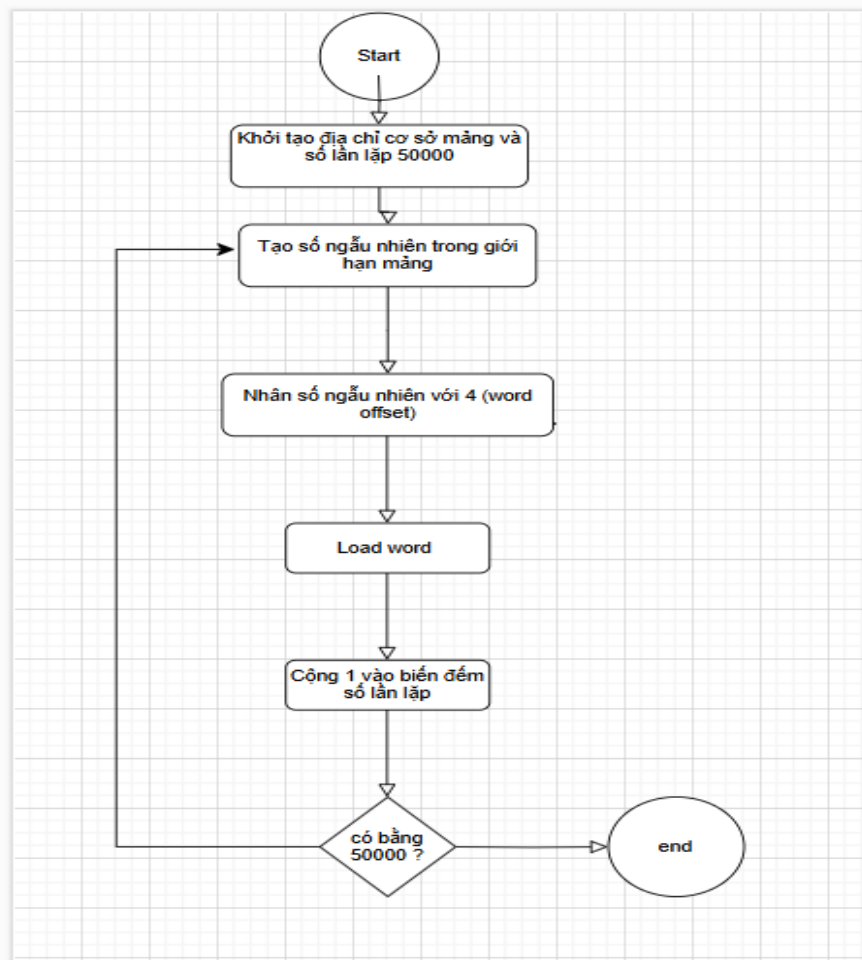 Start
Khởi tạo địa chỉ cơ sở mảng và
số lần lặp 50000
Tạo số ngẫu nhiên trong giới
hạn mảng
Nhân số ngẫu nhiên với 4 (word
offset)
Load word
Cộng 1 vào biến đếm
số lần lặp
có bằng
50000 ?
end